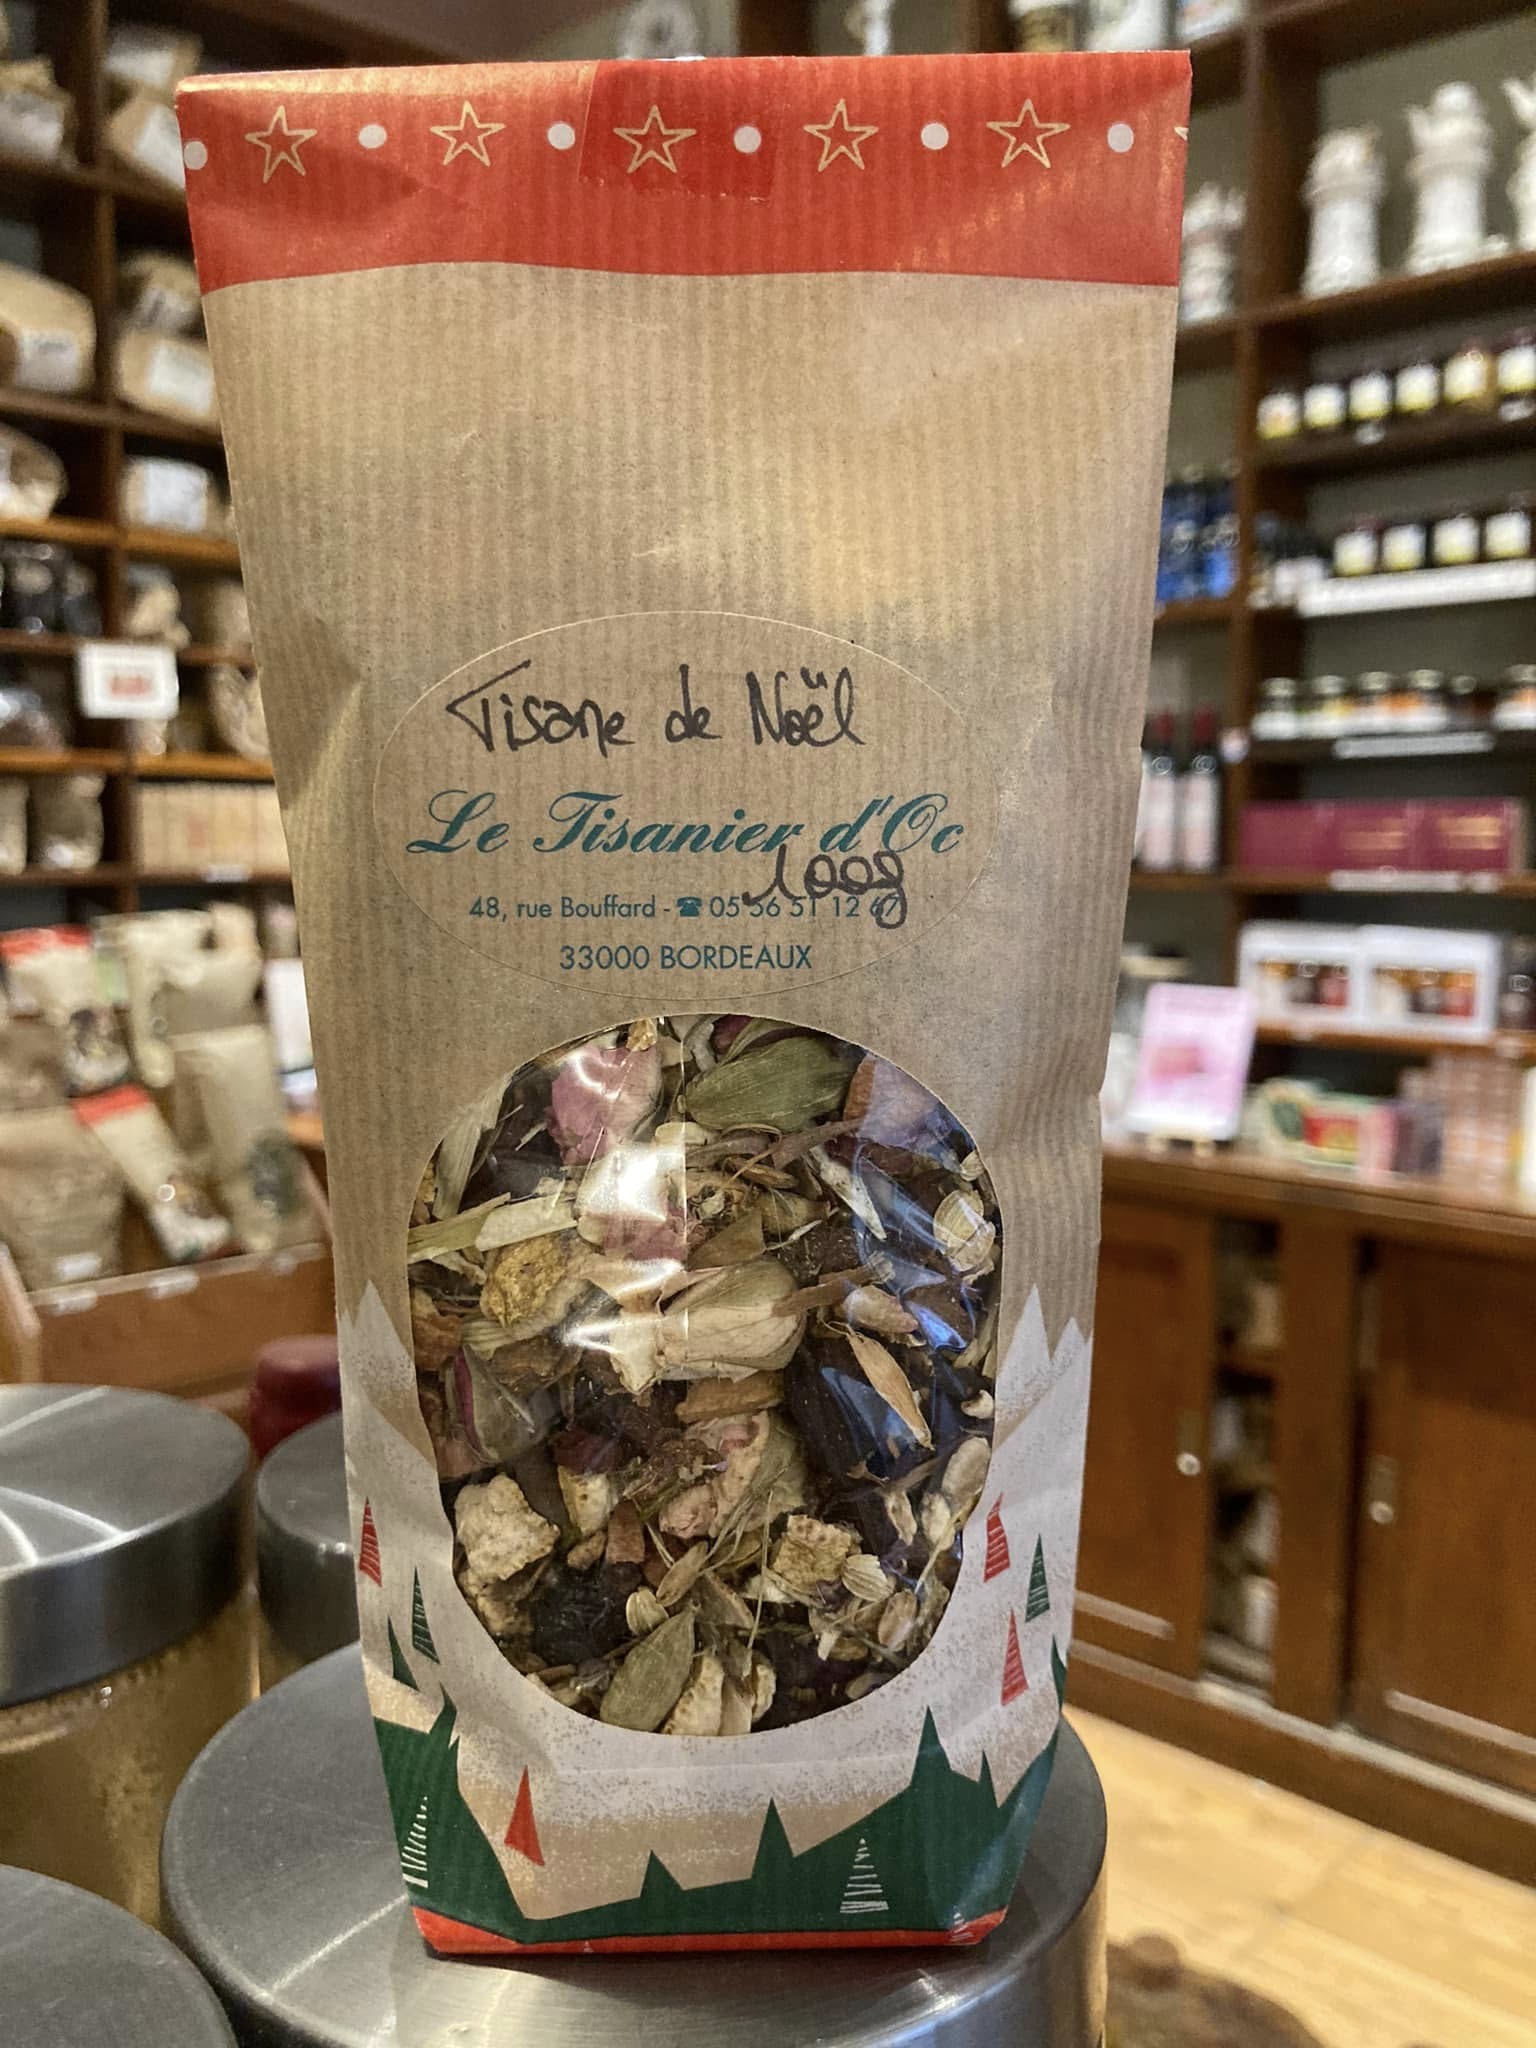 Tisane de Noël
Le Tisanier d'Oc
100g
48, rue Bouffard - ☎ 05 56 51 12 67
33000 BORDEAUX